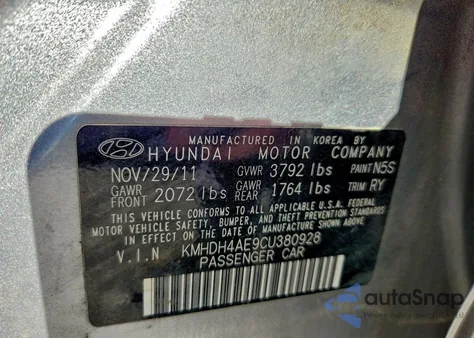 MANUFACTURED IN KOREA
HYUNDAI MOTOR COMPANY
NOV/29/11 GVWR 3792 lbs PAINT N5S
GAWR FRONT 2072 lbs GAWR REAR 1764 lbs TRIM RY
THIS VEHICLE CONFORMS TO ALL APPLICABLE U.S.A. FEDERAL
MOTOR VEHICLE SAFETY, BUMPER, AND THEFT PREVENTION STANDARDS
IN EFFECT ON THE DATE OF MANUFACTURE SHOWN ABOVE.
V.I.N KMHDH4AE9CU380928
PASSENGER CAR
autoSnap